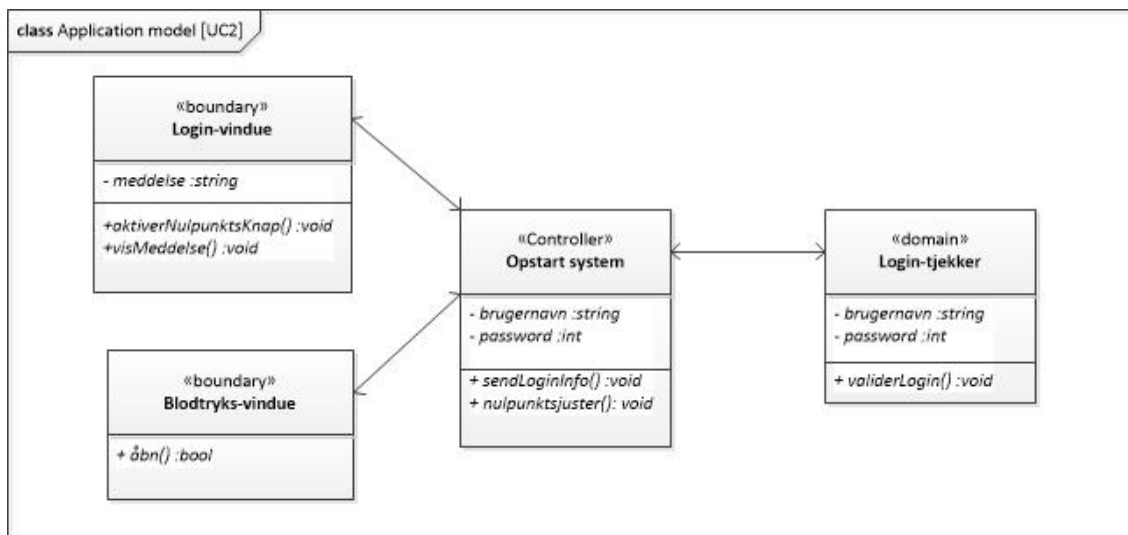 class Application model [UC2]
«boundary»
Login-vindue
- meddelse :string
+aktiverNulpunktsKnap() :void
+visMeddelse() :void
«boundary»
Blodtryks-vindue
+ åbn() :bool
«Controller»
Opstart system
- brugernavn :string
- password :int
+ sendLoginInfo() :void
+ nulpunktsjuster(): void
«domain»
Login-tjekker
- brugernavn :string
- password :int
+ validerLogin() :void